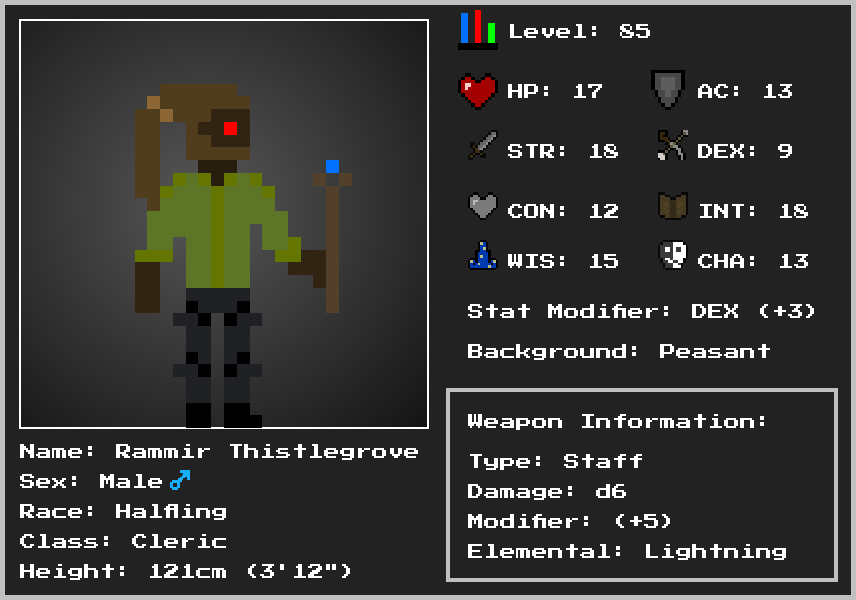 Level: 85
HP: 17
AC: 13
STR: 18
DEX: 9
CON: 12
INT: 18
WIS: 15
CHA: 13
Stat Modifier: DEX (+3)
Background: Peasant
Weapon Information:
Type: Staff
Damage: d6
Modifier: (+5)
Elemental: Lightning
Name: Rammir Thistlegrove
Sex: Male♂
Race: Halfling
Class: Cleric
Height: 121cm (3'12")